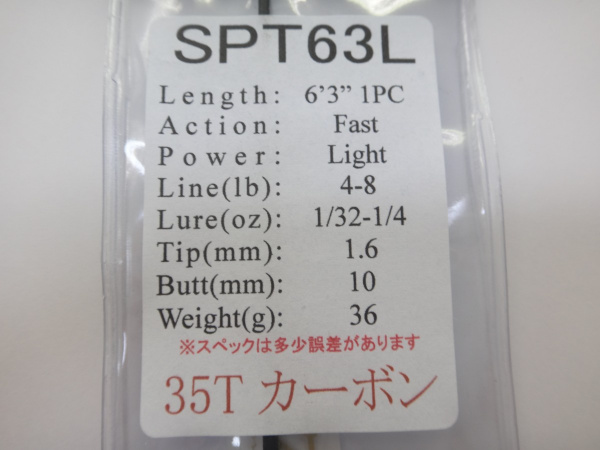 SPT63L
Length: 6’3” 1PC
Action: Fast
Power: Light
Line(lb): 4-8
Lure(oz): 1/32-1/4
Tip(mm): 1.6
Butt(mm): 10
Weight(g): 36
※スペックは多少誤差があります
35T カーボン